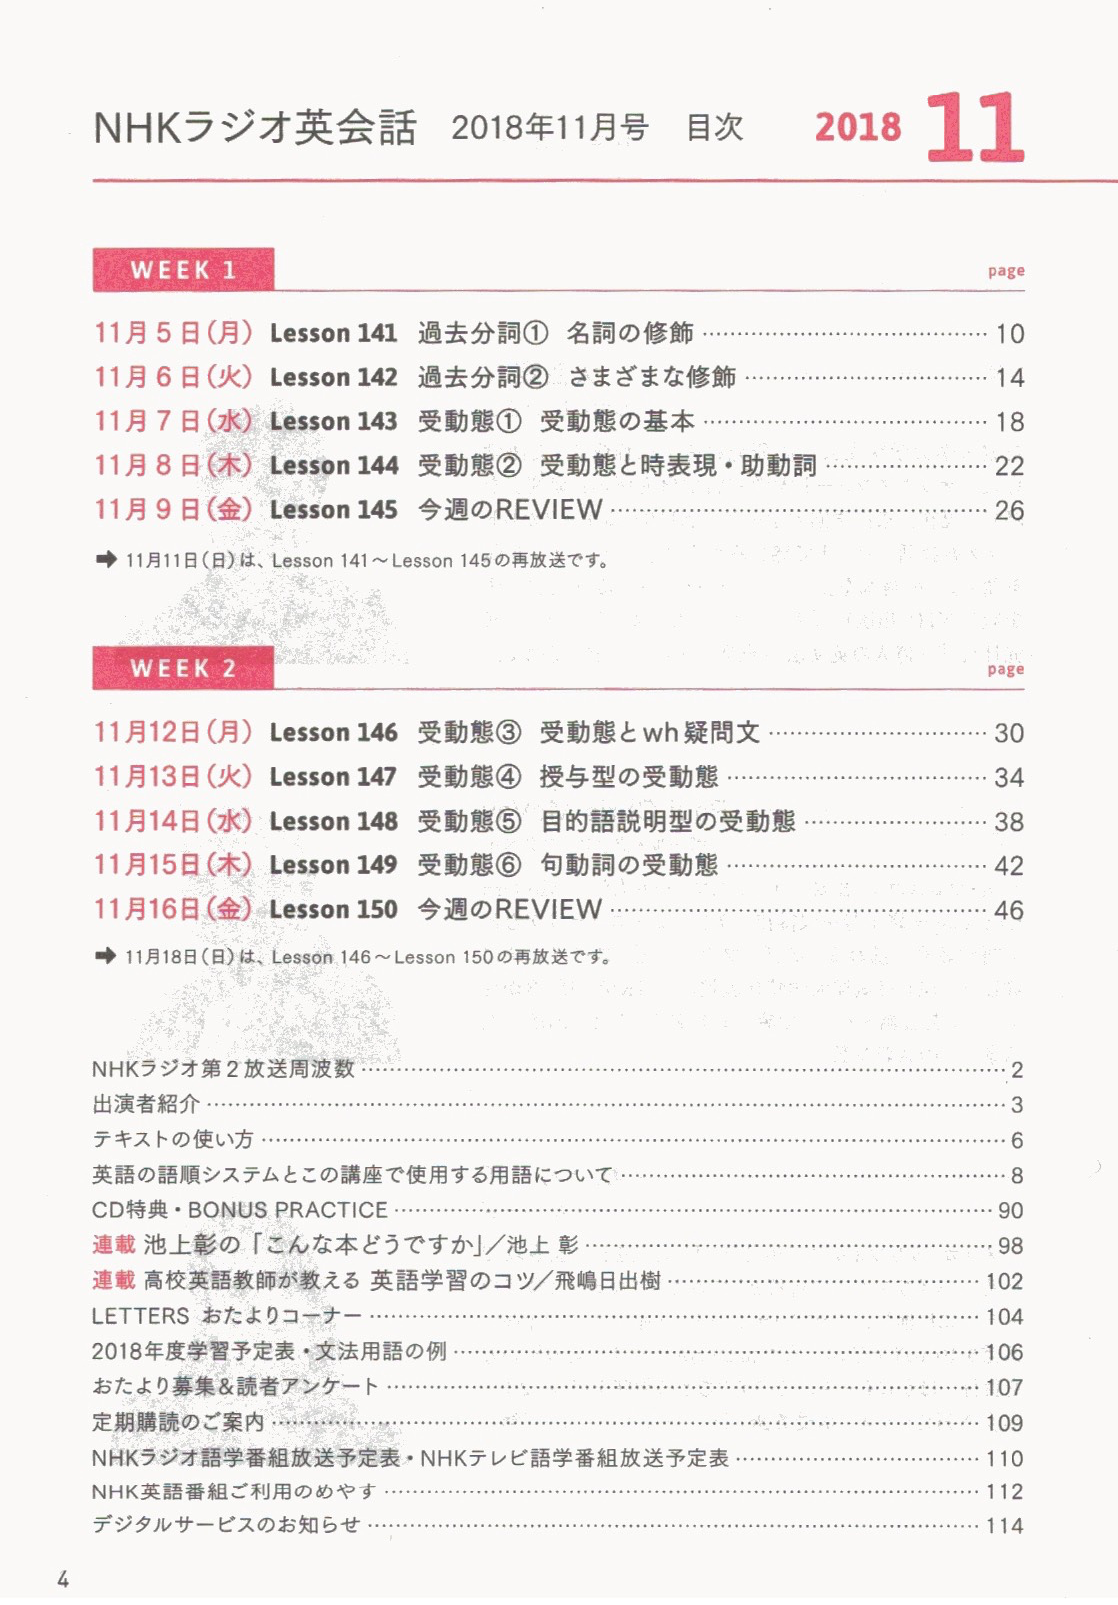 NHKラジオ英会話 2018年11月号 目次 2018 11
WEEK 1 page
11月5日(月) Lesson 141 過去分詞① 名詞の修飾 10
11月6日(火) Lesson 142 過去分詞② さまざまな修飾 14
11月7日(水) Lesson 143 受動態① 受動態の基本 18
11月8日(木) Lesson 144 受動態② 受動態と時表現・助動詞 22
11月9日(金) Lesson 145 今週のREVIEW 26
➡ 11月11日(日)は、Lesson 141～Lesson 145の再放送です。
WEEK 2 page
11月12日(月) Lesson 146 受動態③ 受動態とwh疑問文 30
11月13日(火) Lesson 147 受動態④ 授与型の受動態 34
11月14日(水) Lesson 148 受動態⑤ 目的語説明型の受動態 38
11月15日(木) Lesson 149 受動態⑥ 句動詞の受動態 42
11月16日(金) Lesson 150 今週のREVIEW 46
➡ 11月18日(日)は、Lesson 146～Lesson 150の再放送です。
NHKラジオ第2放送周波数 2
出演者紹介 3
テキストの使い方 6
英語の語順システムとこの講座で使用する用語について 8
CD特典・BONUS PRACTICE 90
連載 池上彰の「こんな本どうですか」／池上 彰 98
連載 高校英語教師が教える 英語学習のコツ／飛嶋日出樹 102
LETTERS おたよりコーナー 104
2018年度学習予定表・文法用語の例 106
おたより募集&読者アンケート 107
定期購読のご案内 109
NHKラジオ語学番組放送予定表・NHKテレビ語学番組放送予定表 110
NHK英語番組ご利用のめやす 112
デジタルサービスのお知らせ 114
4